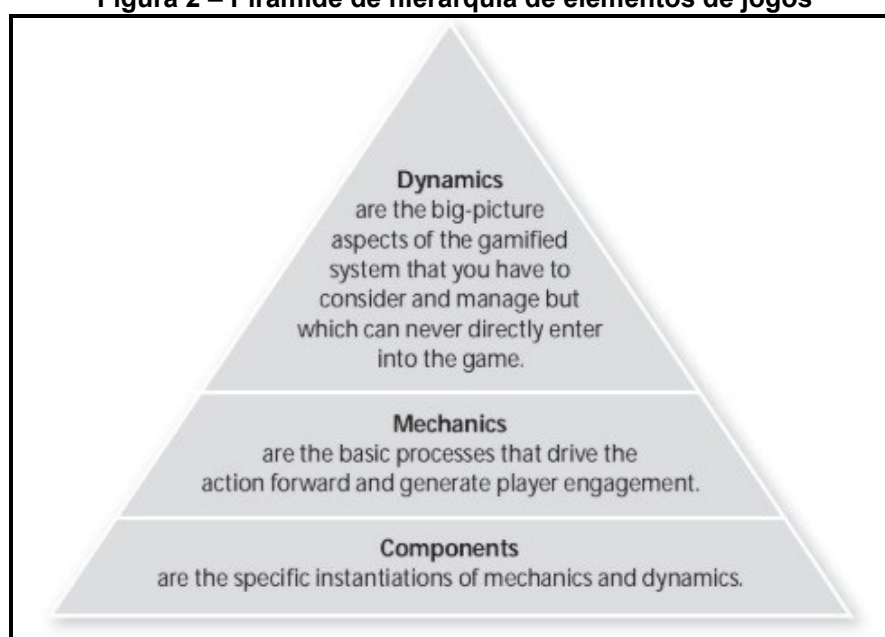 Figura 2 – Pirâmide de hierarquia de elementos de jogos
Dynamics
are the big-picture
aspects of the gamified
system that you have to
consider and manage but
which can never directly enter
into the game.
Mechanics
are the basic processes that drive the
action forward and generate player engagement.
Components
are the specific instantiations of mechanics and dynamics.